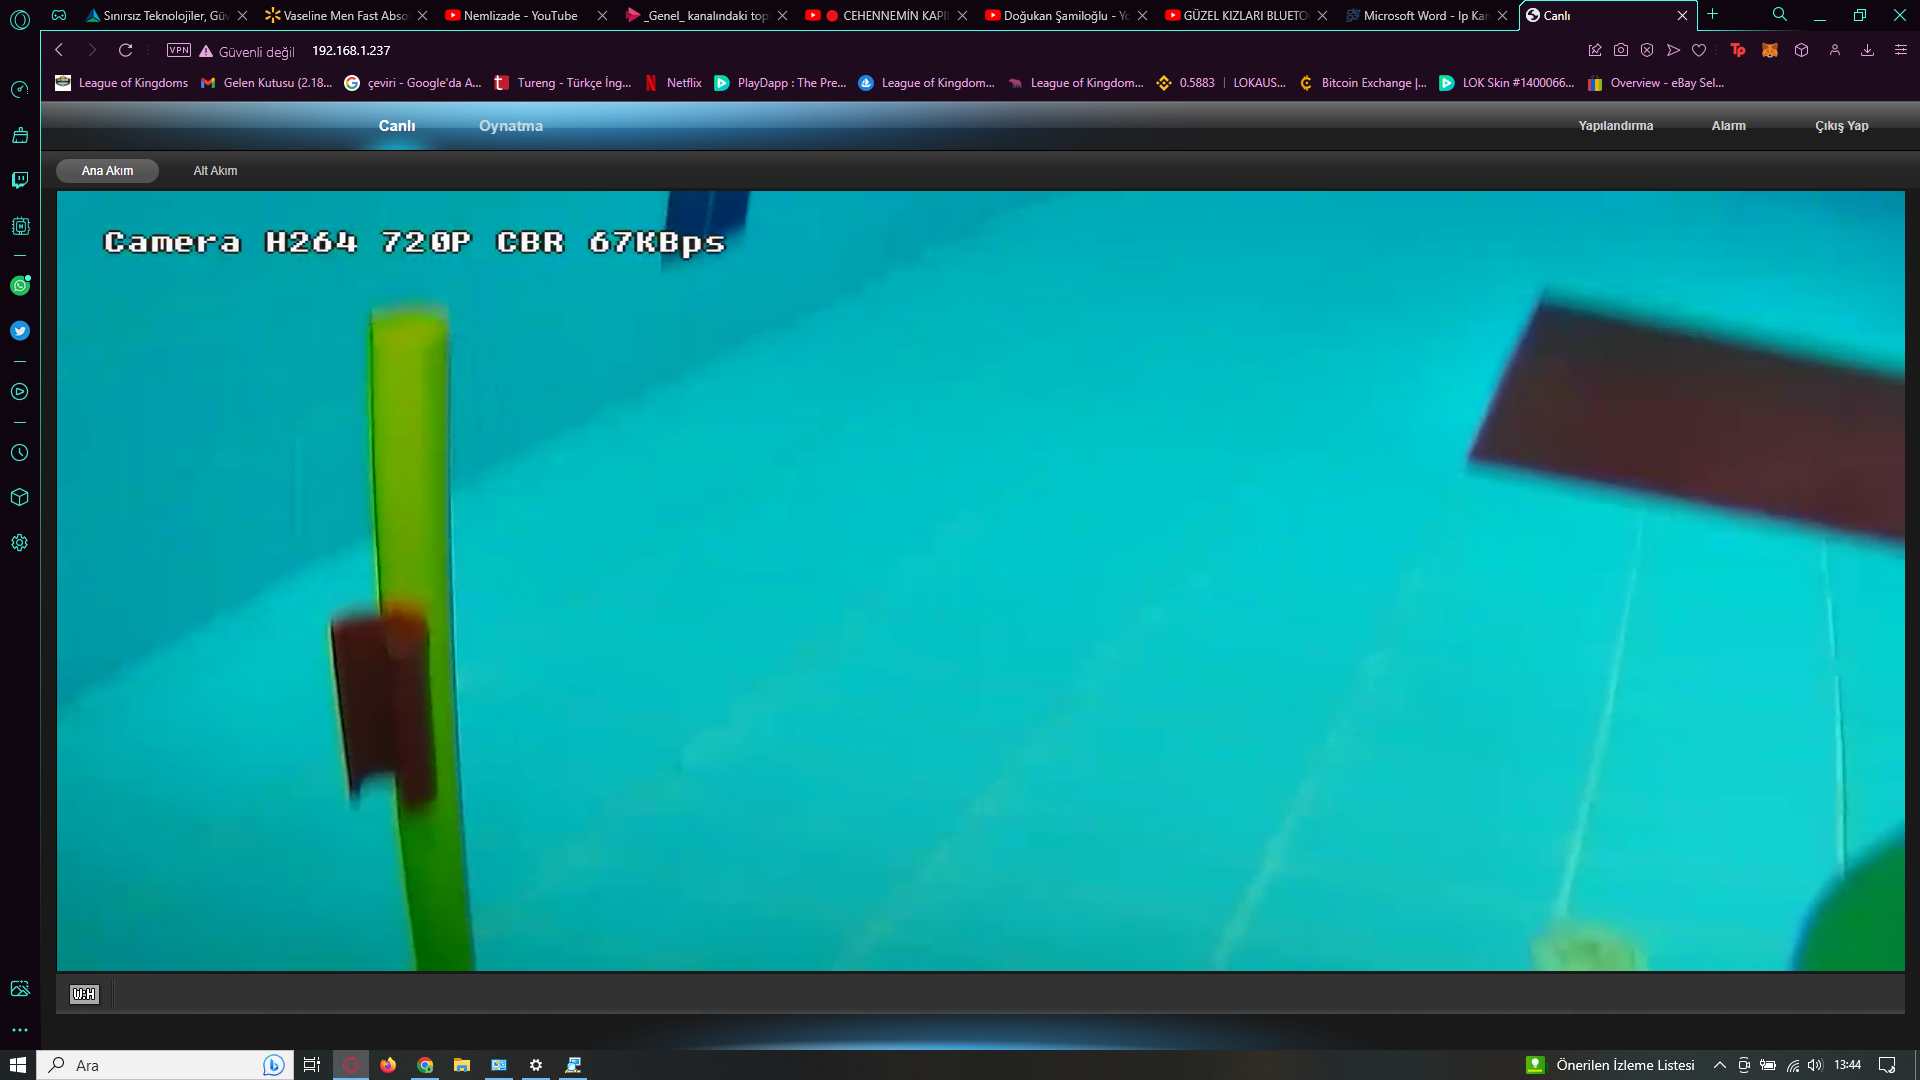 Sınırsız Teknolojiler, Güv
Vaseline Men Fast Abso
Nemlizade - YouTube
_Genel_ kanalındaki top
CEHENNEMİN KAPI
Doğukan Şamiloğlu - Yo
GÜZEL KIZLARI BLUETO
Microsoft Word - Ip Kar
Canlı
VPN
Güvenli değil
192.168.1.237
Tp
League of Kingdoms
Gelen Kutusu (2.18...
çeviri - Google'da A...
Tureng - Türkçe İng...
Netflix
PlayDapp : The Pre...
League of Kingdom...
League of Kingdom...
0.5883 | LOKAUS...
Bitcoin Exchange |...
LOK Skin #1400066...
Overview - eBay Sel...
Canlı
Oynatma
Yapılandırma
Alarm
Çıkış Yap
Ana Akım
Alt Akım
Camera H264 720P CBR 67KBps
W:H
Ara
Önerilen İzleme Listesi
13:44